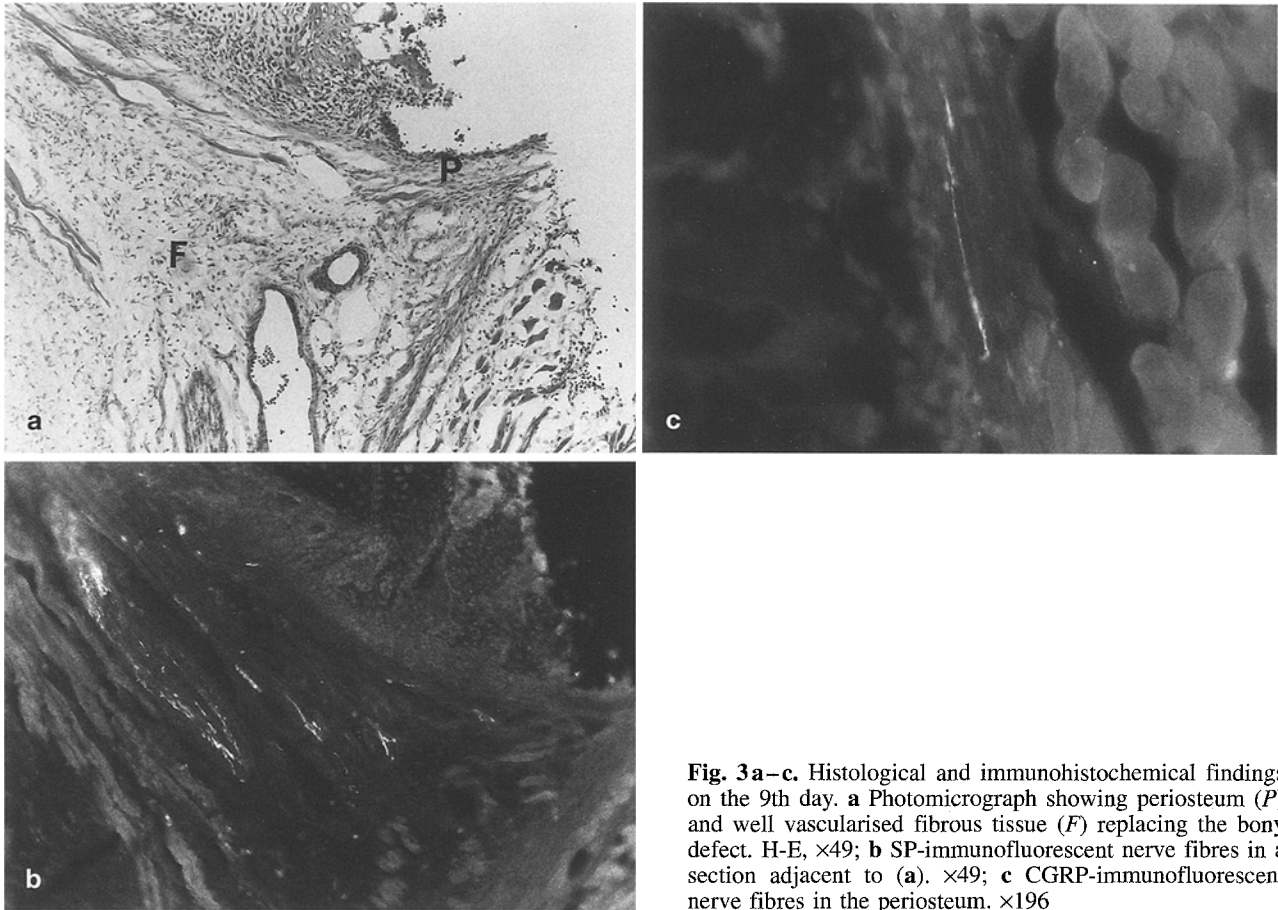 P
F
a
c
b
Fig. 3a–c. Histological and immunohistochemical findings
on the 9th day. a Photomicrograph showing periosteum (P)
and well vascularised fibrous tissue (F) replacing the bony
defect. H-E, ×49; b SP-immunofluorescent nerve fibres in a
section adjacent to (a). ×49; c CGRP-immunofluorescent
nerve fibres in the periosteum. ×196